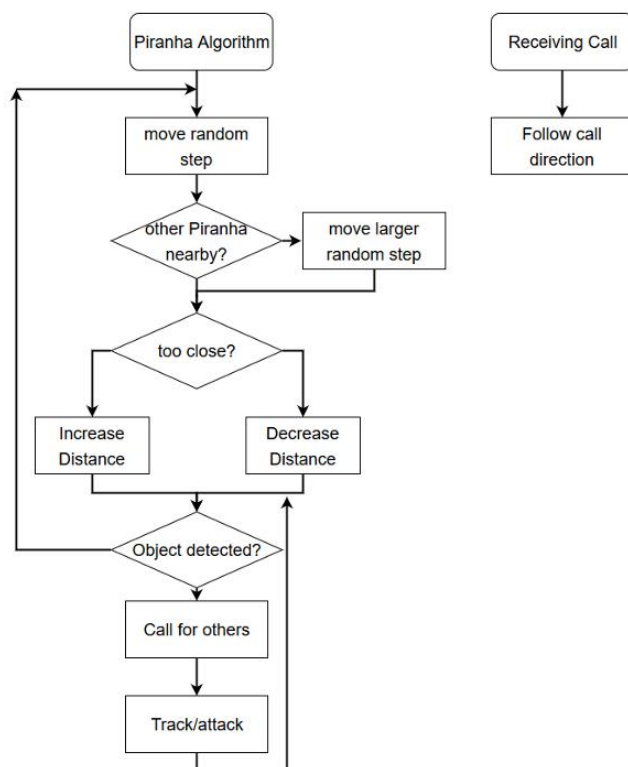 Piranha Algorithm
Receiving Call
move random
step
Follow call
direction
other Piranha
nearby?
move larger
random step
too close?
Increase
Distance
Decrease
Distance
Object detected?
Call for others
Track/attack